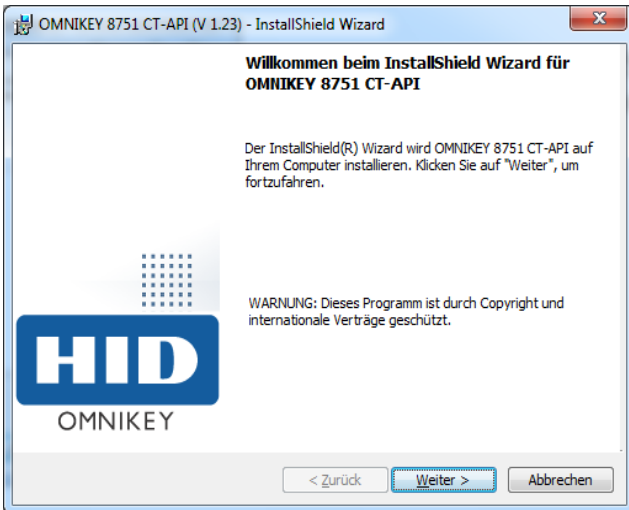 OMNIKEY 8751 CT-API (V 1.23) - InstallShield Wizard
Willkommen beim InstallShield Wizard für
OMNIKEY 8751 CT-API
Der InstallShield(R) Wizard wird OMNIKEY 8751 CT-API auf
Ihrem Computer installieren. Klicken Sie auf "Weiter", um
fortzufahren.
WARNUNG: Dieses Programm ist durch Copyright und
internationale Verträge geschützt.
HID
OMNIKEY
< Zurück
Weiter >
Abbrechen